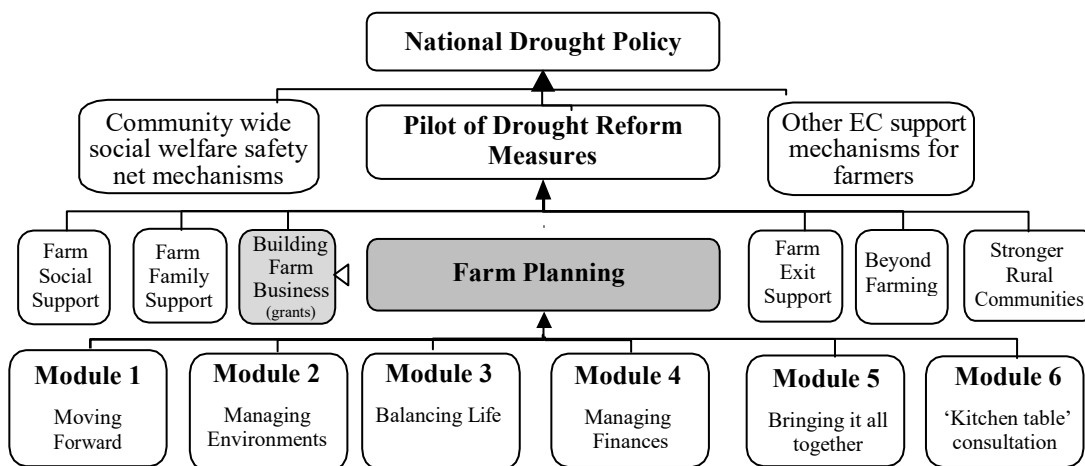 National Drought Policy
Community wide
social welfare safety
net mechanisms
Pilot of Drought Reform
Measures
Other EC support
mechanisms for
farmers
Farm
Social
Support
Farm
Family
Support
Building
Farm
Business
(grants)
Farm Planning
Farm
Exit
Support
Beyond
Farming
Stronger
Rural
Communities
Module 1
Moving
Forward
Module 2
Managing
Environments
Module 3
Balancing Life
Module 4
Managing
Finances
Module 5
Bringing it all
together
Module 6
‘Kitchen table’
consultation